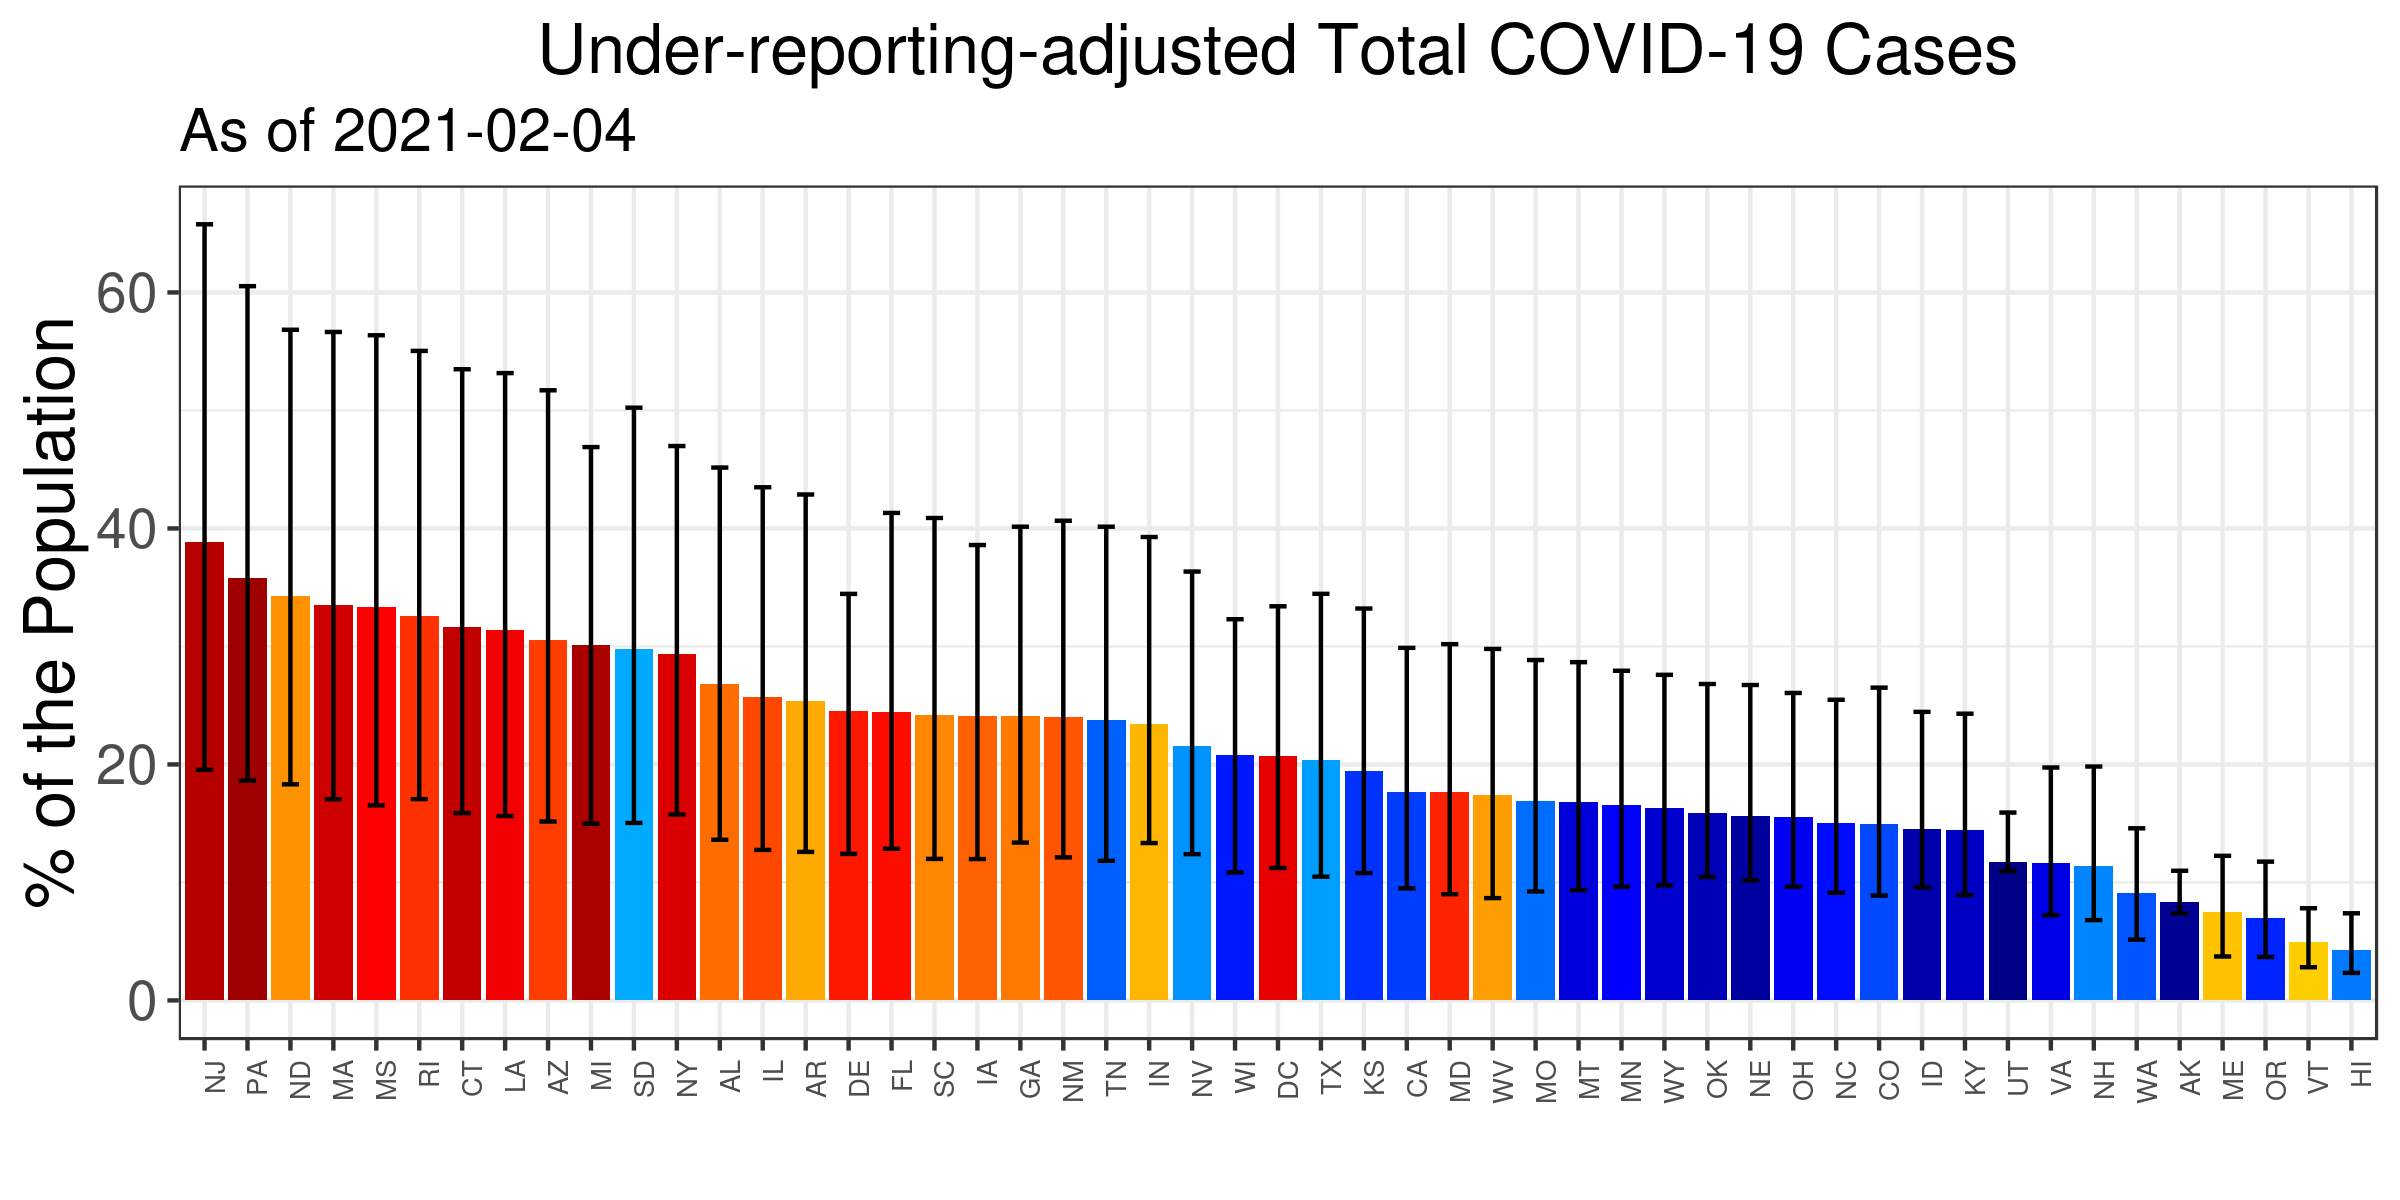 Under-reporting-adjusted Total COVID-19 Cases
As of 2021-02-04
% of the Population
60
40
20
0
NJ PA ND MA MS RI CT LA AZ MI SD NY AL IL AR DE FL SC IA GA NM TN IN NV WI DC TX KS CA MD WV MO MT MN WY OK NE OH NC CO ID KY UT VA NH WA AK ME OR VT HI